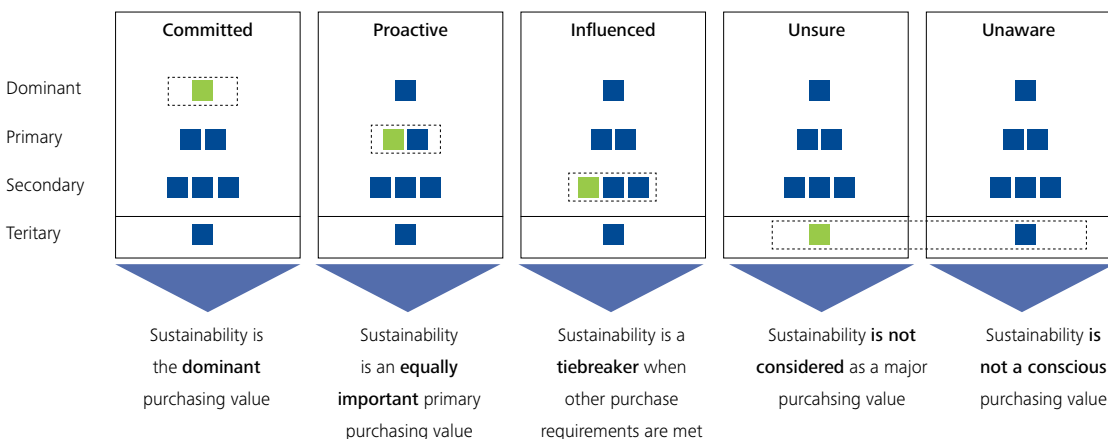 Committed
Proactive
Influenced
Unsure
Unaware
Dominant
Primary
Secondary
Teritary
Sustainability is
the dominant
purchasing value
Sustainability
is an equally
important primary
purchasing value
Sustainability is a
tiebreaker when
other purchase
requirements are met
Sustainability is not
considered as a major
purcahsing value
Sustainability is
not a conscious
purchasing value